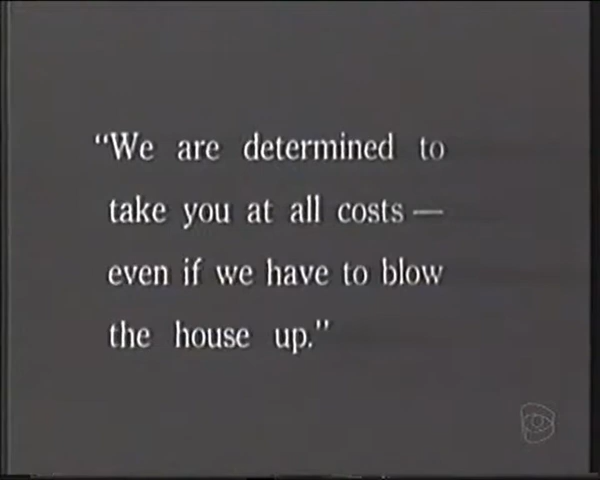 “We are determined to
take you at all costs —
even if we have to blow
the house up.”